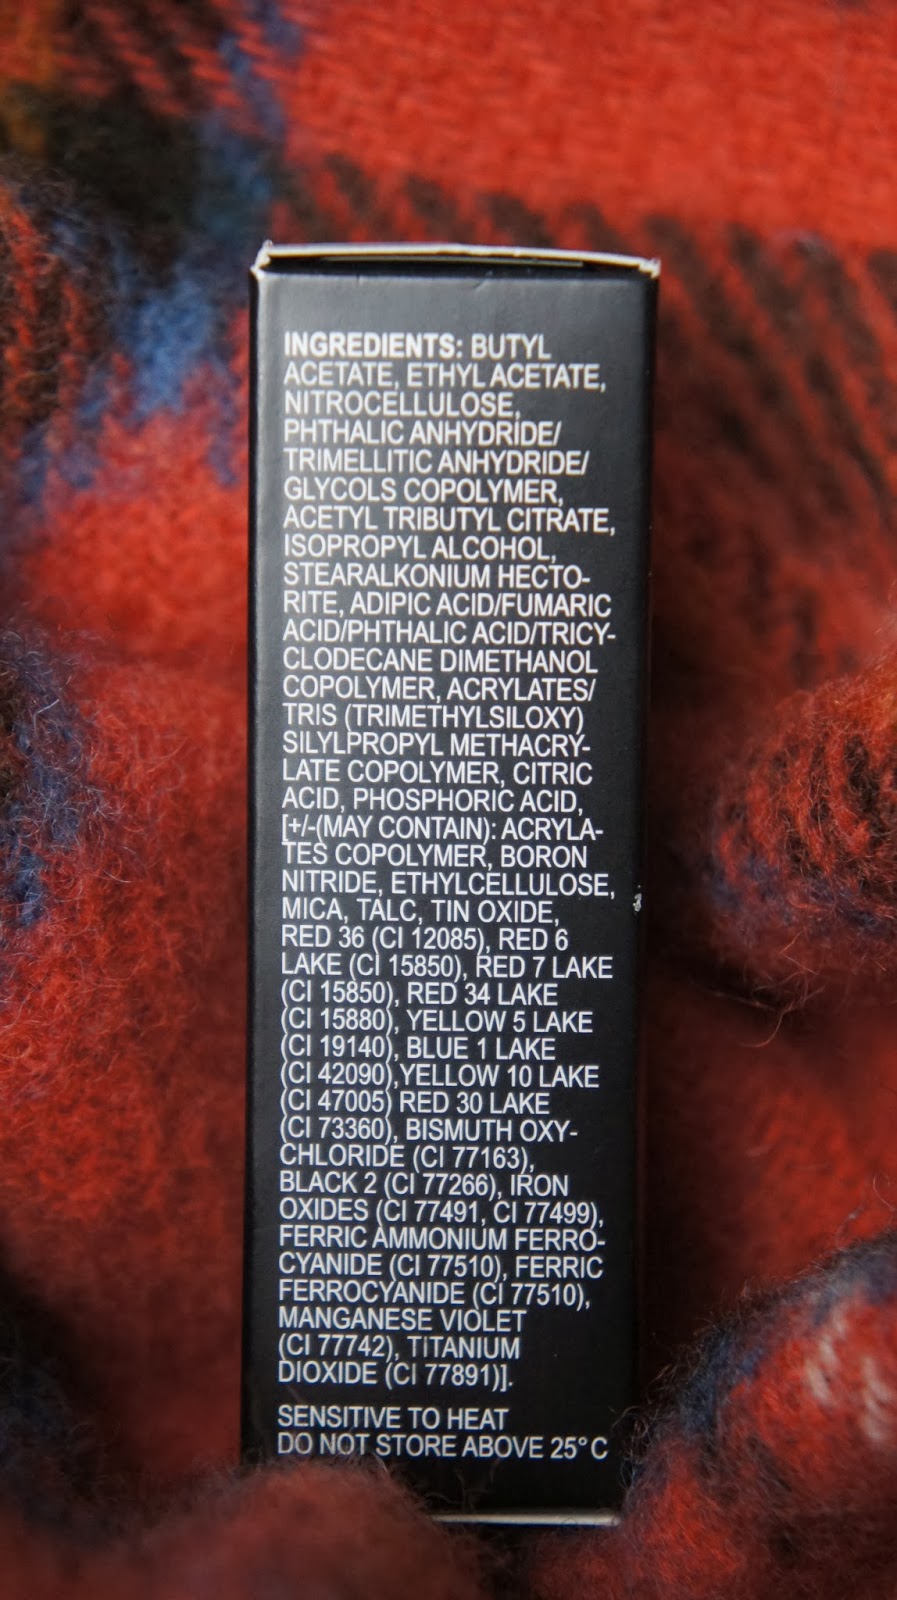 INGREDIENTS: BUTYL
ACETATE, ETHYL ACETATE,
NITROCELLULOSE,
PHTHALIC ANHYDRIDE/
TRIMELLITIC ANHYDRIDE/
GLYCOLS COPOLYMER,
ACETYL TRIBUTYL CITRATE,
ISOPROPYL ALCOHOL,
STEARALKONIUM HECTO-
RITE, ADIPIC ACID/FUMARIC
ACID/PHTHALIC ACID/TRICY-
CLODECANE DIMETHANOL
COPOLYMER, ACRYLATES/
TRIS (TRIMETHYLSILOXY)
SILYLPROPYL METHACRY-
LATE COPOLYMER, CITRIC
ACID, PHOSPHORIC ACID,
[+/-(MAY CONTAIN): ACRYLA-
TES COPOLYMER, BORON
NITRIDE, ETHYLCELLULOSE,
MICA, TALC, TIN OXIDE,
RED 36 (CI 12085), RED 6
LAKE (CI 15850), RED 7 LAKE
(CI 15850), RED 34 LAKE
(CI 15880), YELLOW 5 LAKE
(CI 19140), BLUE 1 LAKE
(CI 42090),YELLOW 10 LAKE
(CI 47005) RED 30 LAKE
(CI 73360), BISMUTH OXY-
CHLORIDE (CI 77163),
BLACK 2 (CI 77266), IRON
OXIDES (CI 77491, CI 77499),
FERRIC AMMONIUM FERRO-
CYANIDE (CI 77510), FERRIC
FERROCYANIDE (CI 77510),
MANGANESE VIOLET
(CI 77742), TITANIUM
DIOXIDE (CI 77891)].
SENSITIVE TO HEAT
DO NOT STORE ABOVE 25°C